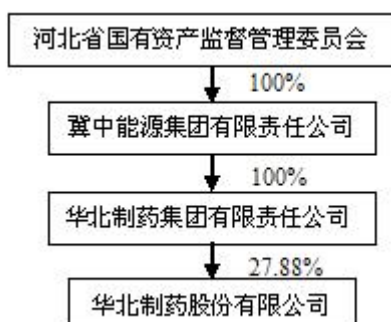 河北省国有资产监督管理委员会
100%
冀中能源集团有限责任公司
100%
华北制药集团有限责任公司
27.88%
华北制药股份有限公司